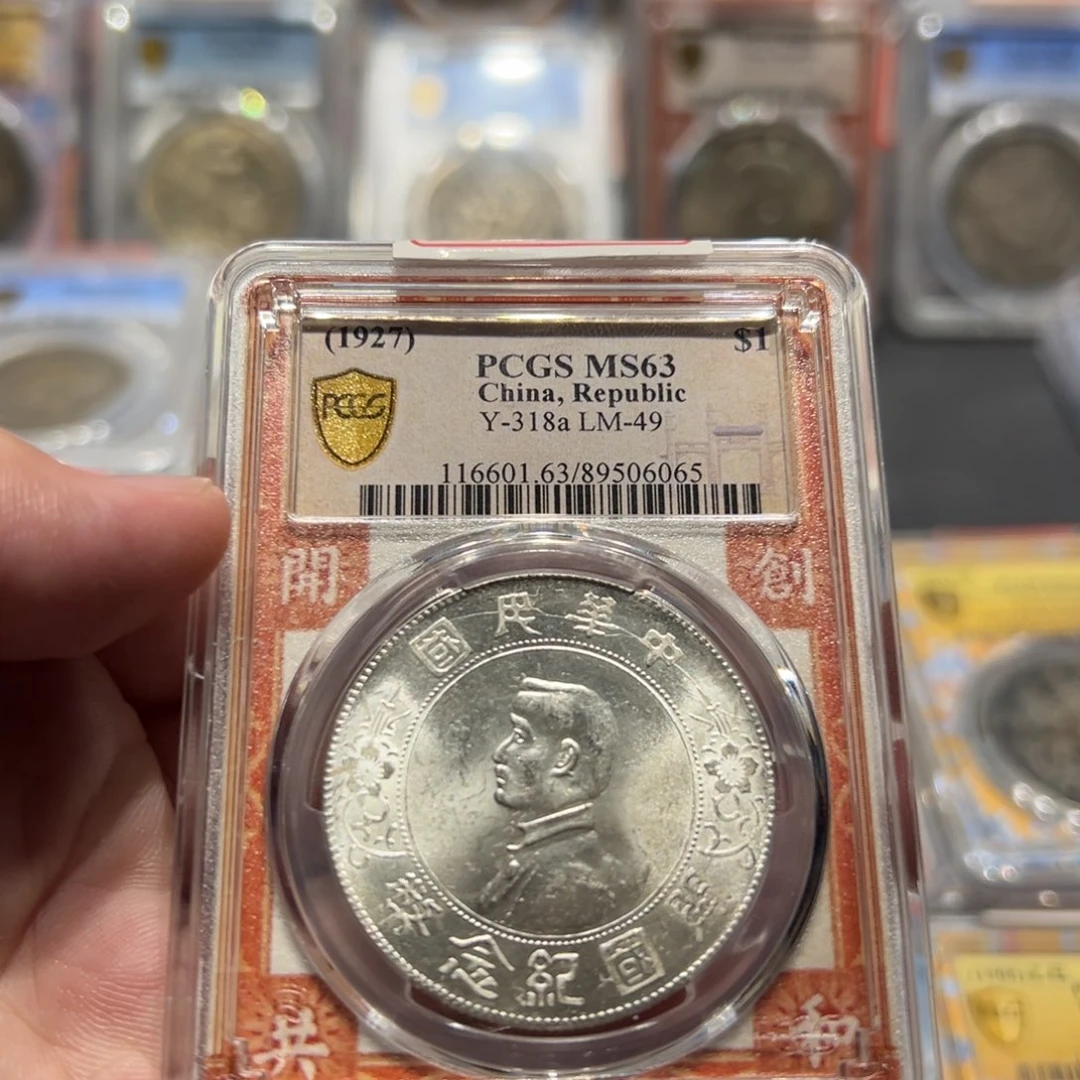 (1927) $1
PCGS MS63
China, Republic
PCGS
Y-318a LM-49
116601.63/89506065
開 創
中華民國
開國紀念幣
共 和